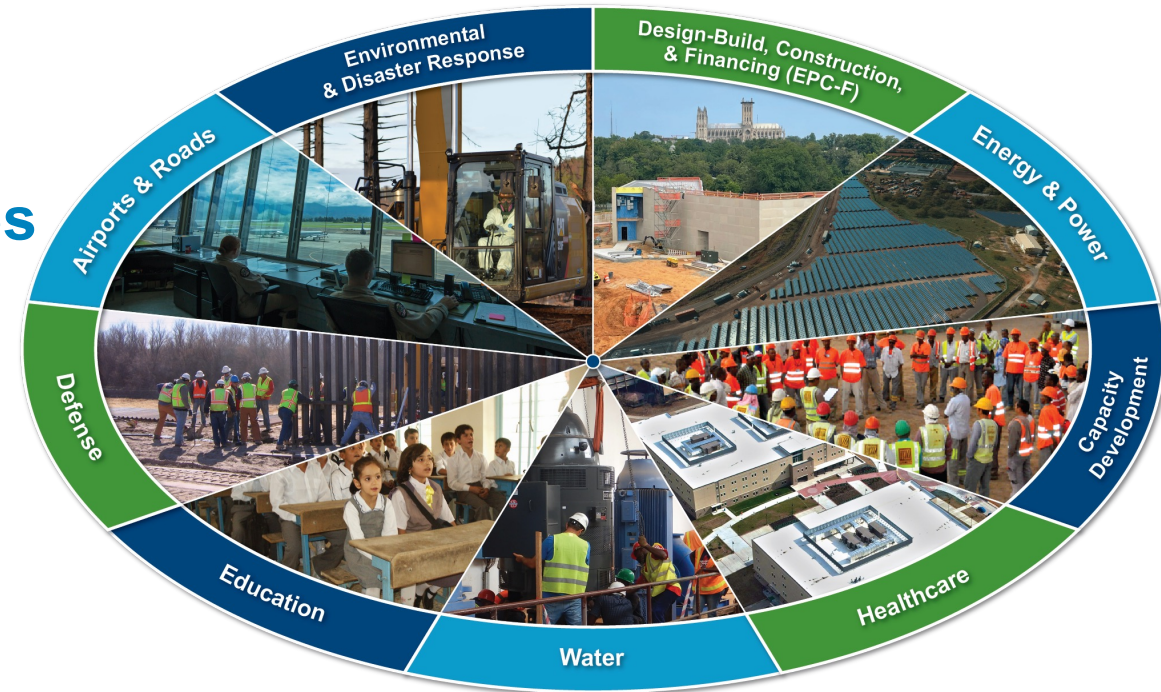 Environmental
& Disaster Response
Design-Build, Construction,
& Financing (EPC-F)
Energy & Power
Capacity
Development
Healthcare
Water
Education
Defense
Airports & Roads
s